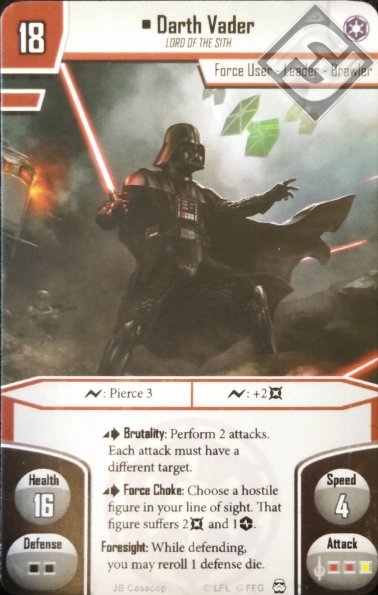 18
Darth Vader
LORD OF THE SITH
Force User - Leader - Brawler
: Pierce 3
: +2
Brutality: Perform 2 attacks.
Each attack must have a
different target.
Force Choke: Choose a hostile
figure in your line of sight. That
figure suffers 2 and 1.
Foresight: While defending,
you may reroll 1 defense die.
Health
16
Defense
Speed
4
Attack
JB Casacop
© LFL © FFG